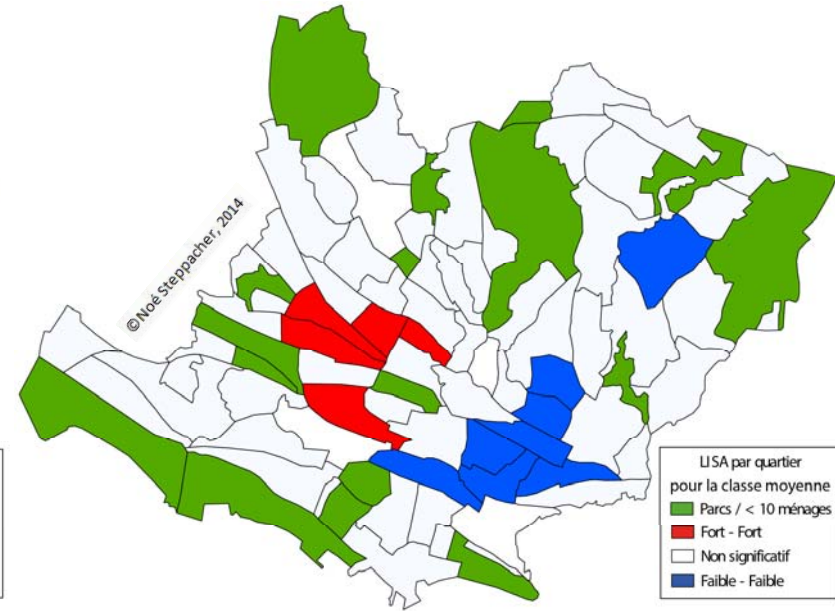 ©Noé Steppacher, 2014
LISA par quartier
pour la classe moyenne
Parcs / < 10 ménages
Fort - Fort
Non significatif
Faible - Faible